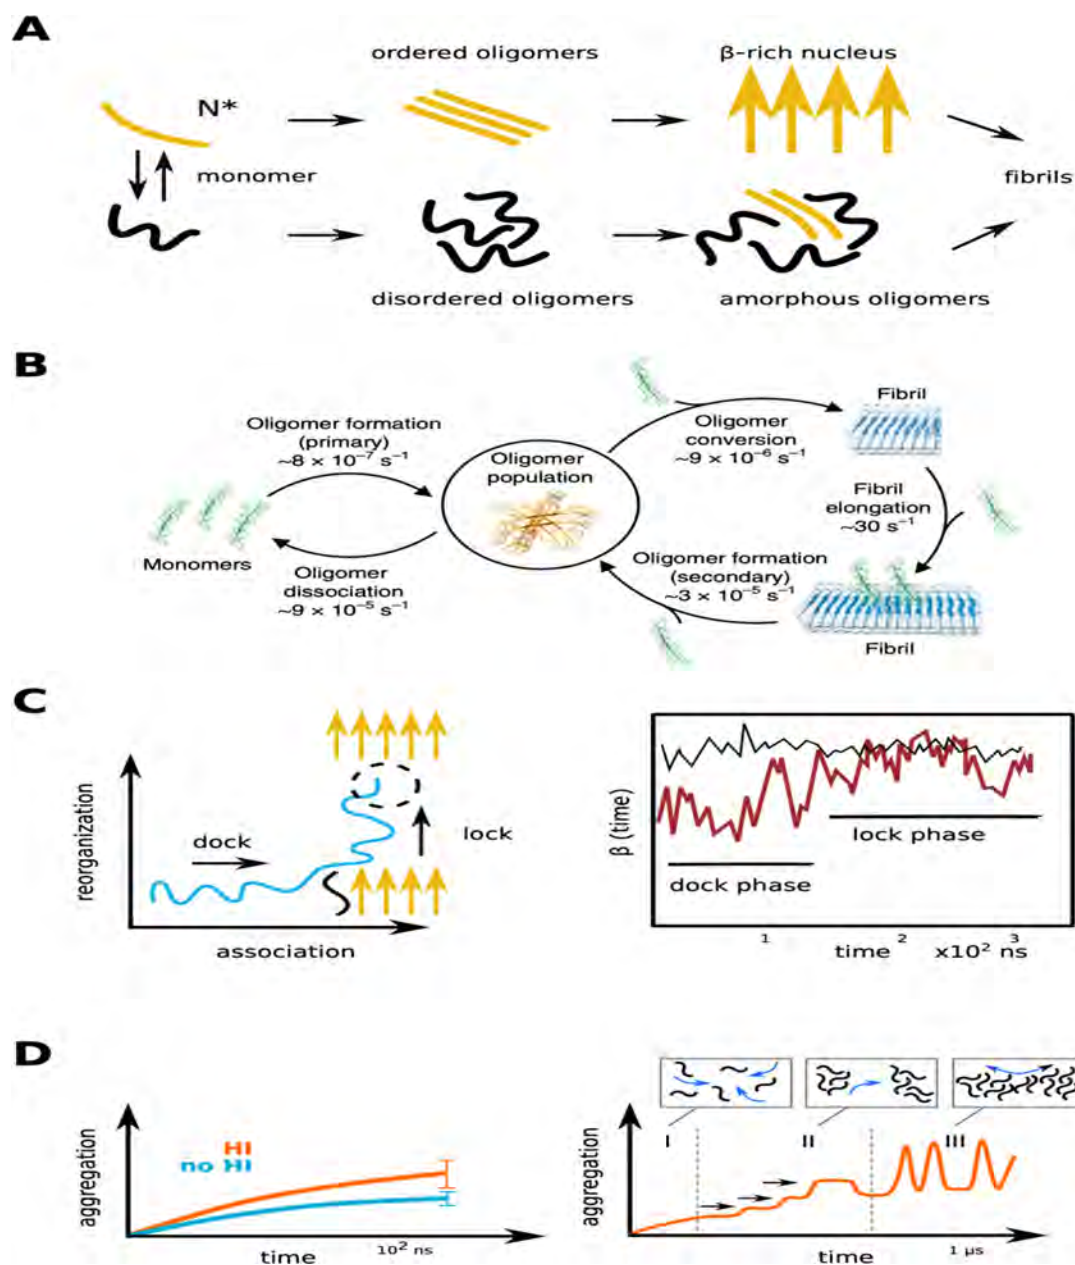 A
ordered oligomers
β-rich nucleus
N*
monomer
fibrils
disordered oligomers
amorphous oligomers
B
Oligomer formation
(primary)
~8 × 10⁻⁷ s⁻¹
Monomers
Oligomer
dissociation
~9 × 10⁻⁵ s⁻¹
Oligomer
population
Oligomer
conversion
~9 × 10⁻⁶ s⁻¹
Fibril
Fibril
elongation
~30 s⁻¹
Oligomer formation
(secondary)
~3 × 10⁻⁵ s⁻¹
Fibril
C
reorganization
dock
lock
association
β (time)
lock phase
dock phase
1 2 3
time x10² ns
D
aggregation
HI
no HI
time 10² ns
aggregation
I II III
time 1 µs